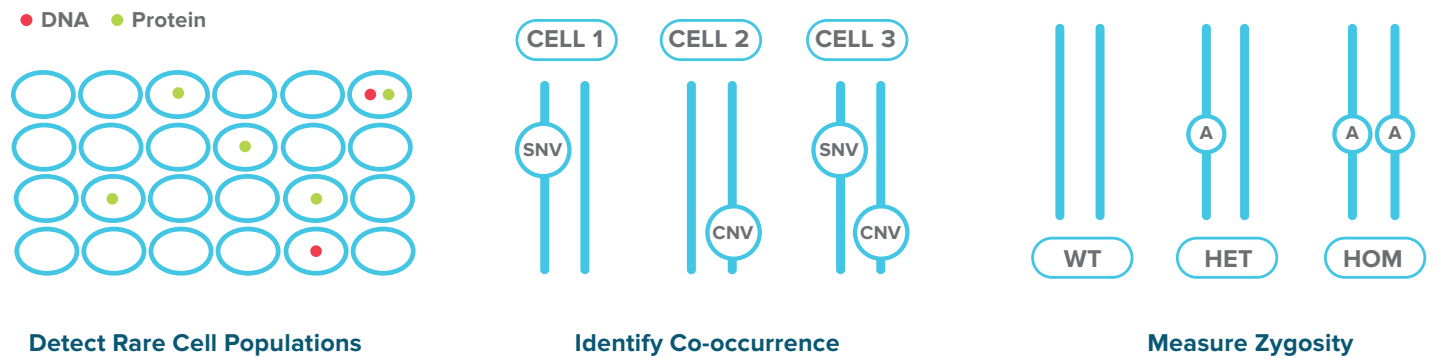 DNA Protein
CELL 1 CELL 2 CELL 3
SNV SNV
CNV CNV
A A A
WT HET HOM
Detect Rare Cell Populations
Identify Co-occurrence
Measure Zygosity